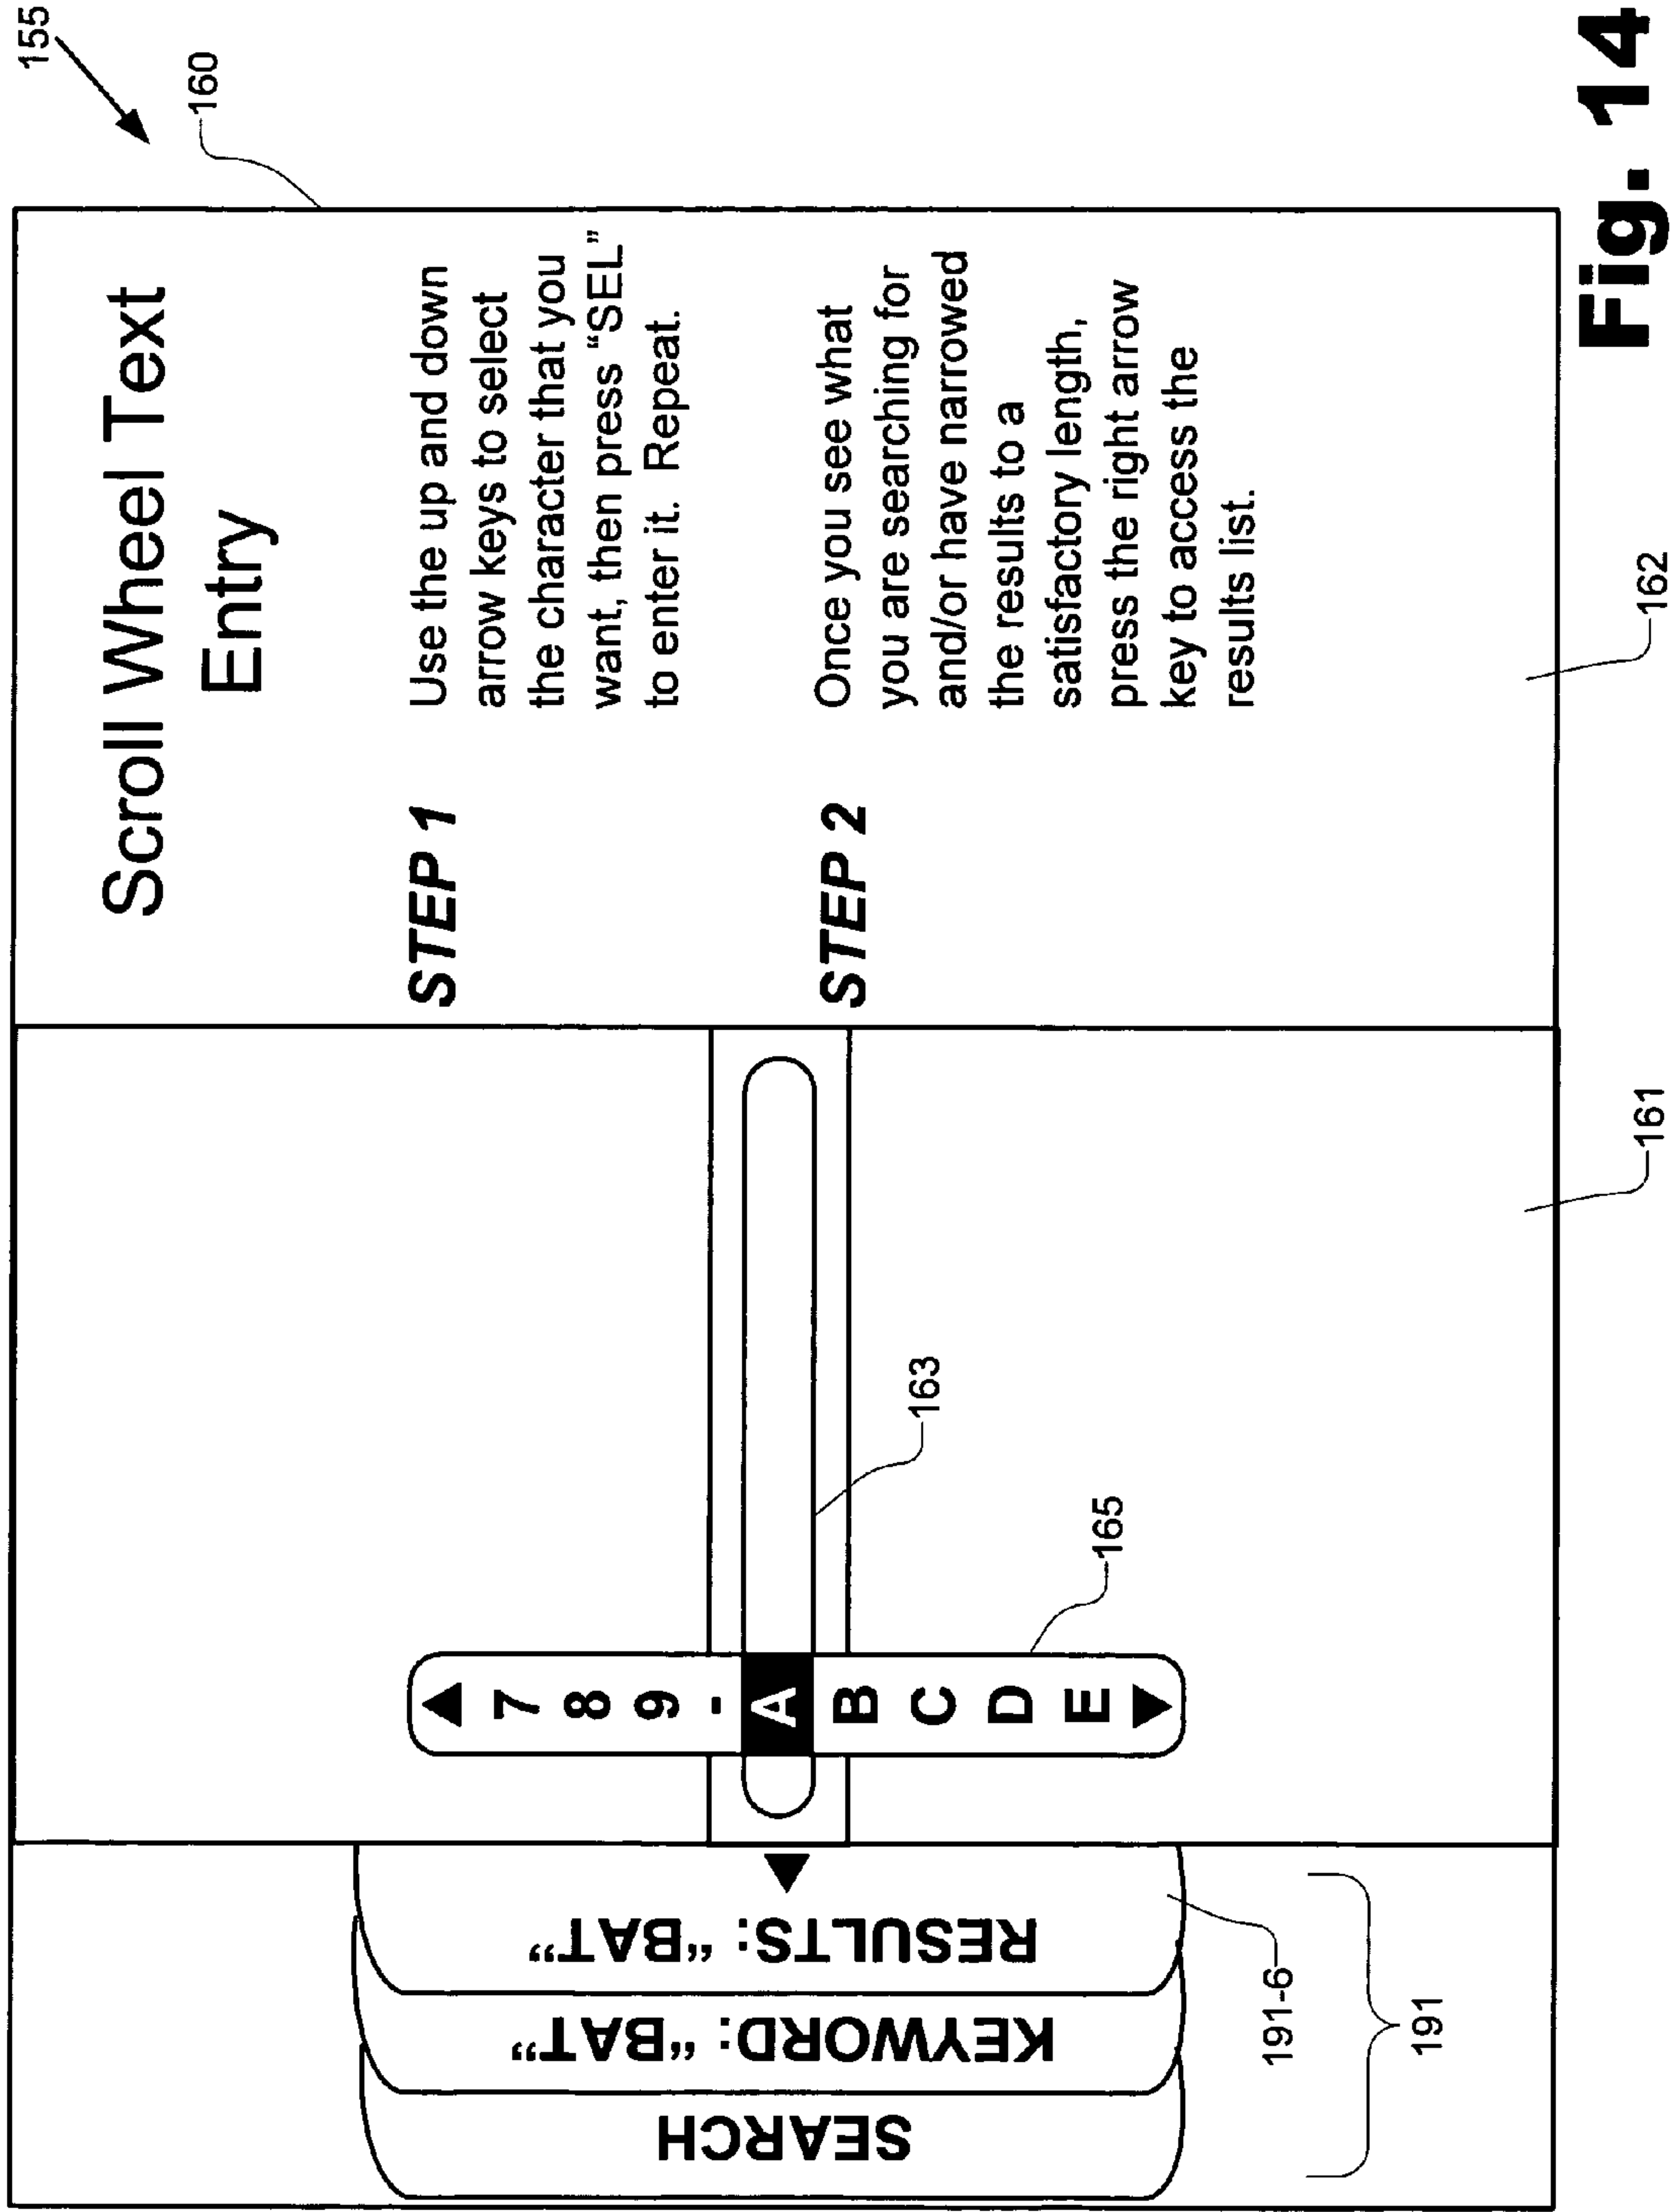 155
160
SEARCH
KEYWORD: “BAT”
RESULTS: “BAT”
7
8
9
-
A
B
C
D
E
163
165
191-6
191
161
162
Scroll Wheel Text
Entry
STEP 1
Use the up and down
arrow keys to select
the character that you
want, then press “SEL”
to enter it. Repeat.
STEP 2
Once you see what
you are searching for
and/or have narrowed
the results to a
satisfactory length,
press the right arrow
key to access the
results list.
Fig. 14